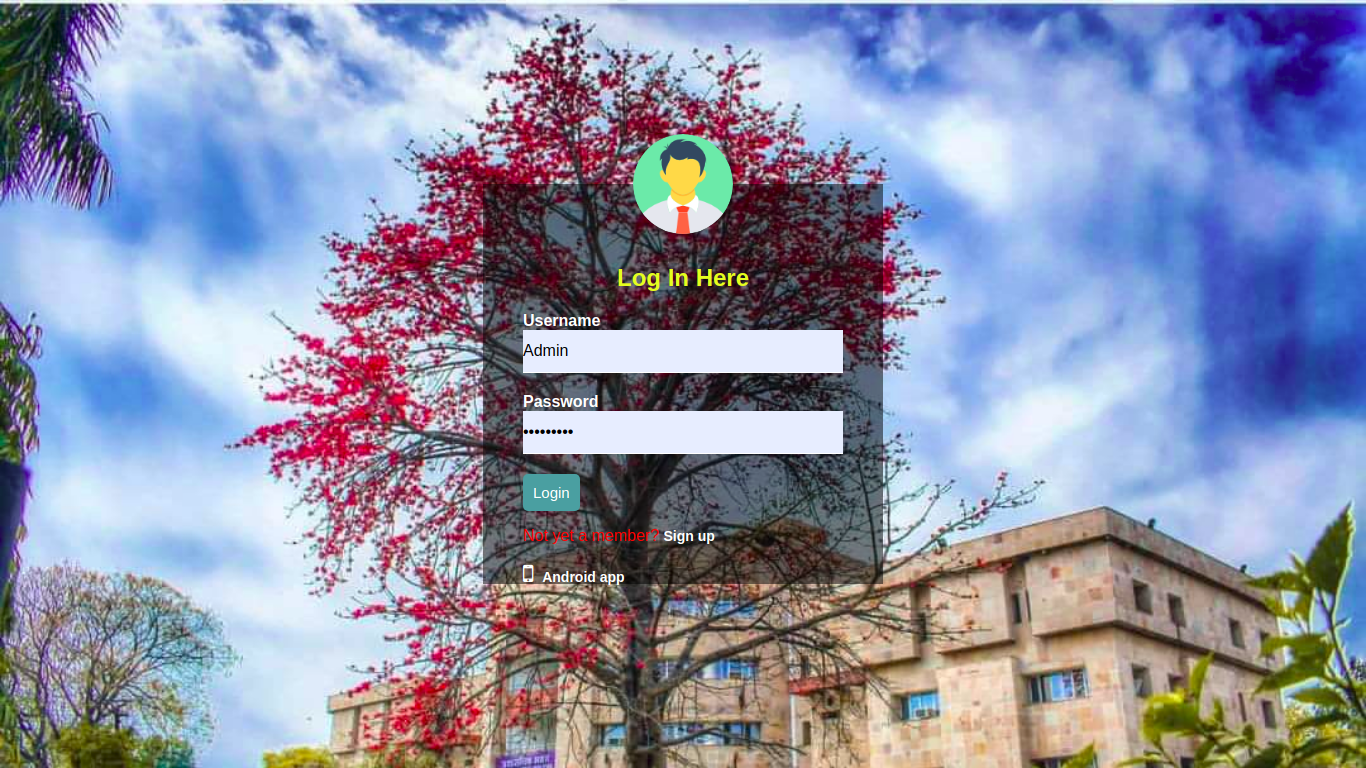 Log In Here
Username
Admin
Password
•••••••••
Login
Not yet a member? Sign up
Android app